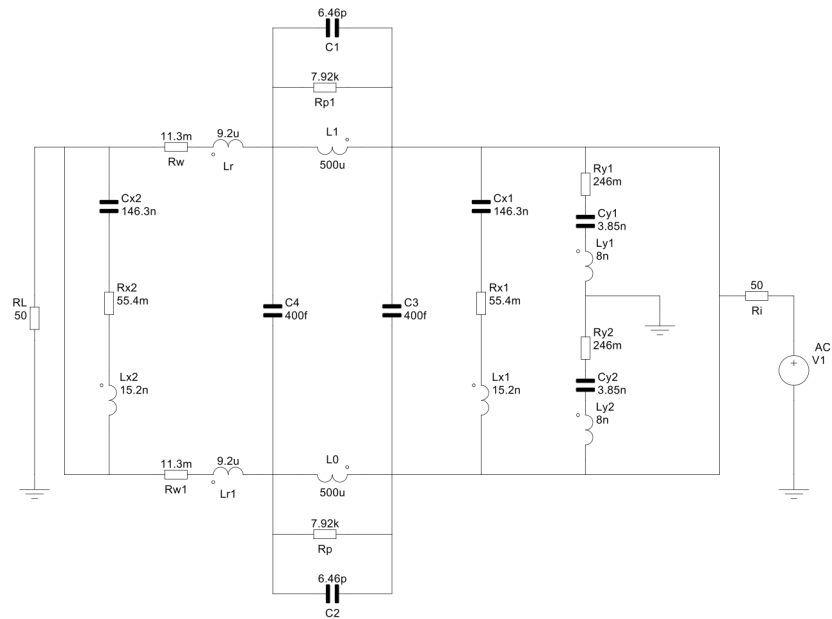 6.46p
C1
7.92k
Rp1
11.3m
Rw
9.2u
Lr
L1
500u
Cx2
146.3n
Cx1
146.3n
Ry1
246m
Cy1
3.85n
Ly1
8n
RL
50
Rx2
55.4m
C4
400f
C3
400f
Rx1
55.4m
50
Ri
Ry2
246m
AC
V1
Lx2
15.2n
Lx1
15.2n
Cy2
3.85n
Ly2
8n
11.3m
Rw1
9.2u
Lr1
L0
500u
7.92k
Rp
6.46p
C2